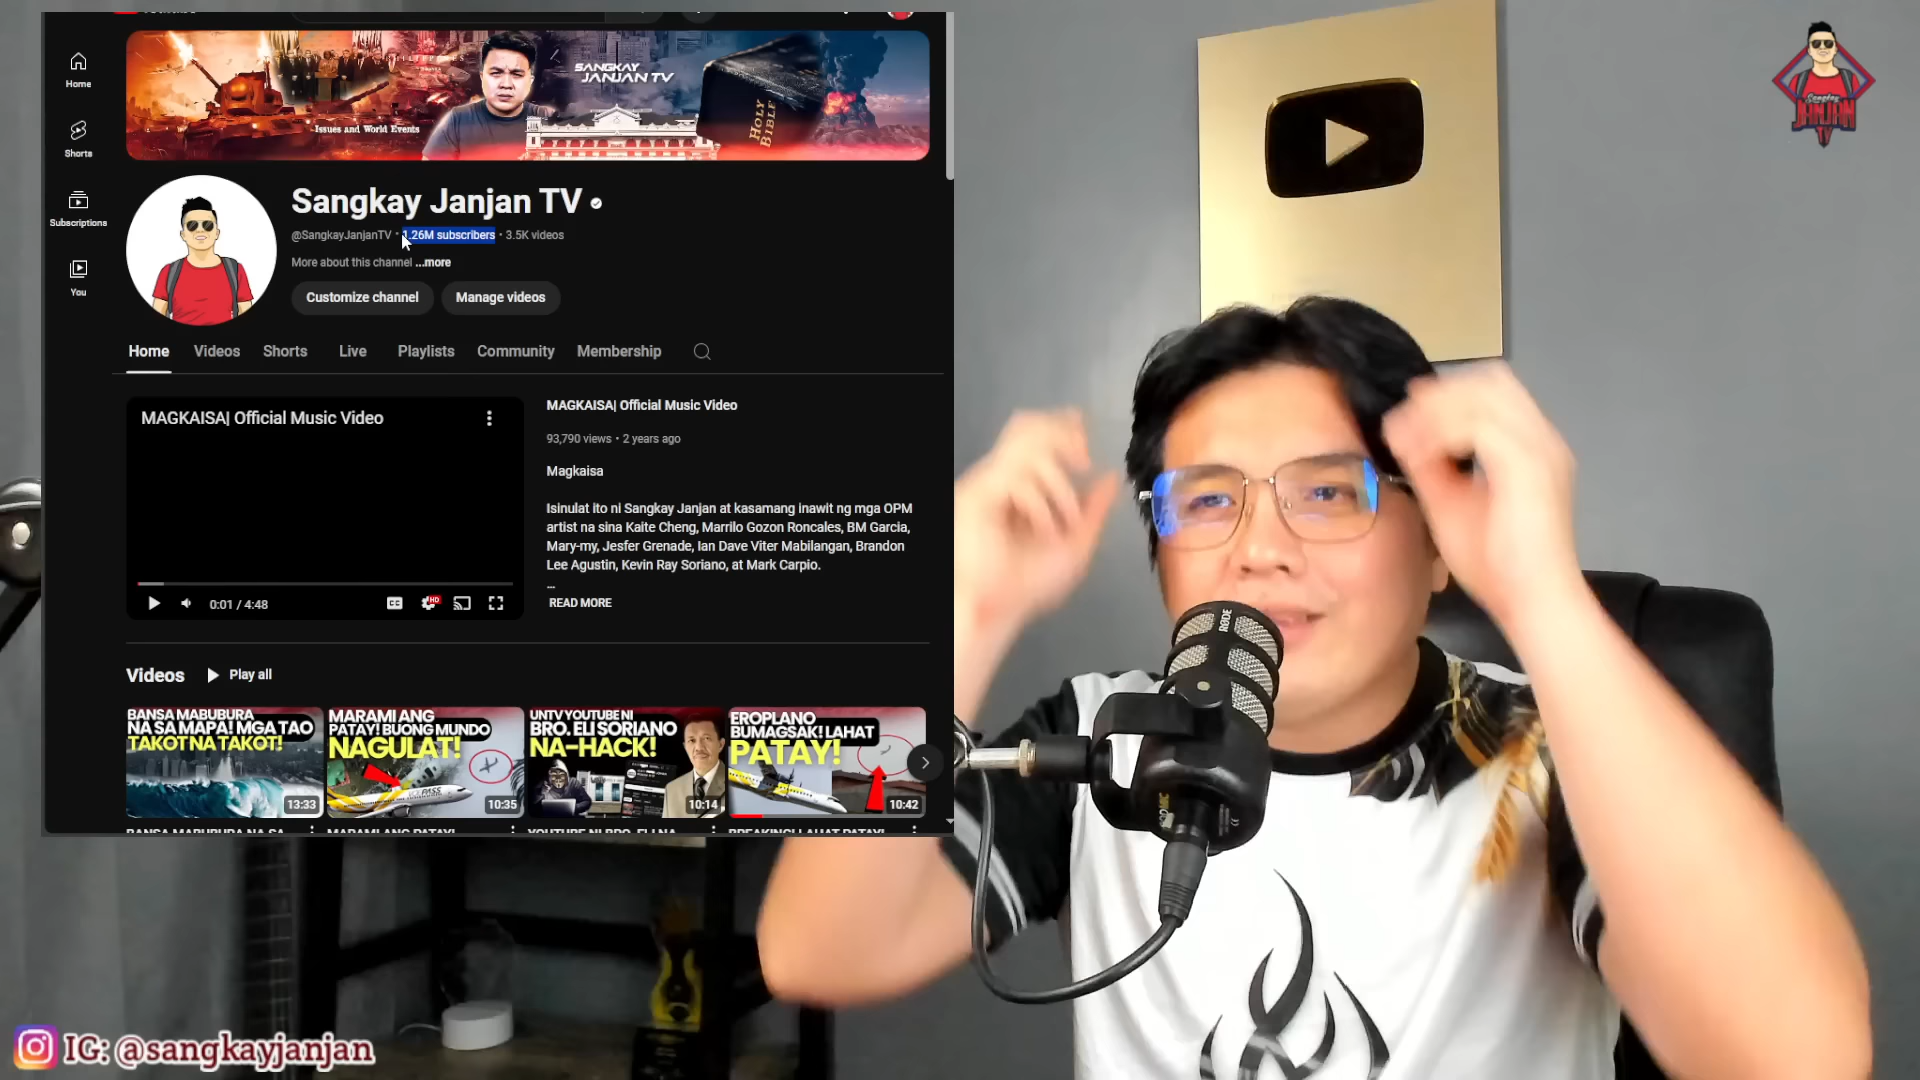 Home
Shorts
Subscriptions
You
PHILIPPINES
SANGKAY
JANJAN TV
Issues and World Events
HOLY
BIBLE
Sangkay Janjan TV
@SangkayJanjanTV • 1.26M subscribers • 3.5K videos
More about this channel ...more
Customize channel
Manage videos
Home
Videos
Shorts
Live
Playlists
Community
Membership
MAGKAISA| Official Music Video
0:01 / 4:48
CC
HD
MAGKAISA| Official Music Video
93,790 views • 2 years ago
Magkaisa
Isinulat ito ni Sangkay Janjan at kasamang inawit ng mga OPM
artist na sina Kaite Cheng, Marrilo Gozon Roncales, BM Garcia,
Mary-my, Jesfer Grenade, Ian Dave Viter Mabilangan, Brandon
Lee Agustin, Kevin Ray Soriano, at Mark Carpio.
...
READ MORE
Videos
Play all
BANSA MABUBURA
NA SA MAPA! MGA TAO
TAKOT NA TAKOT!
13:33
MARAMI ANG
PATAY! BUONG MUNDO
NAGULAT!
10:35
UNTV YOUTUBE NI
BRO. ELI SORIANO
NA-HACK!
10:14
EROPLANO
BUMAGSAK! LAHAT
PATAY!
10:42
Sangkay
JANJAN
TV
RØDE
IG: @sangkayjanjan